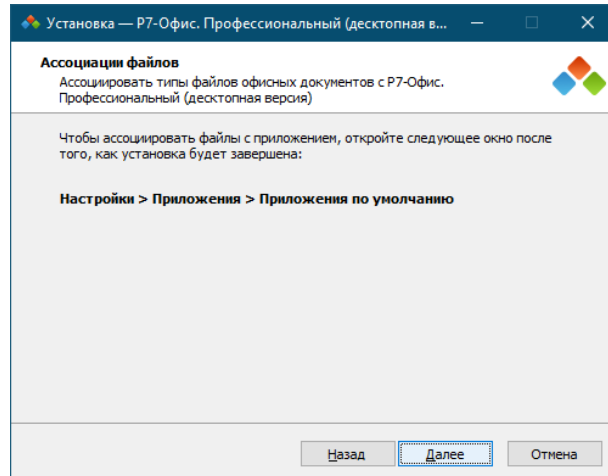 Установка — Р7-Офис. Профессиональный (десктопная в...
Ассоциации файлов
Ассоциировать типы файлов офисных документов с Р7-Офис.
Профессиональный (десктопная версия)
Чтобы ассоциировать файлы с приложением, откройте следующее окно после
того, как установка будет завершена:
Настройки > Приложения > Приложения по умолчанию
Назад
Далее
Отмена